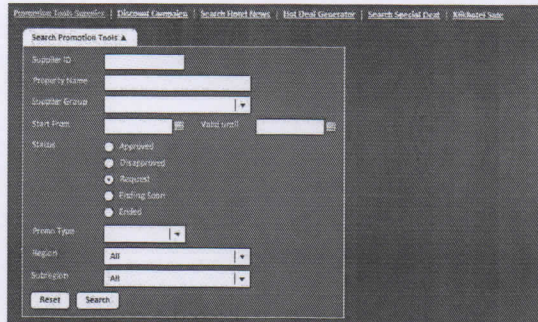 Promotion Tools Supplier | Discount Campaign | Search Hotel News | Hot Deal Generator | Search Special Deal | Klikhotel Sale
Search Promotion Tools ▲
Supplier ID
Property Name
Supplier Group
Start From Valid until
Status Approved
Disapproved
Request
Ending Soon
Ended
Promo Type
Region All
Subregion All
Reset Search